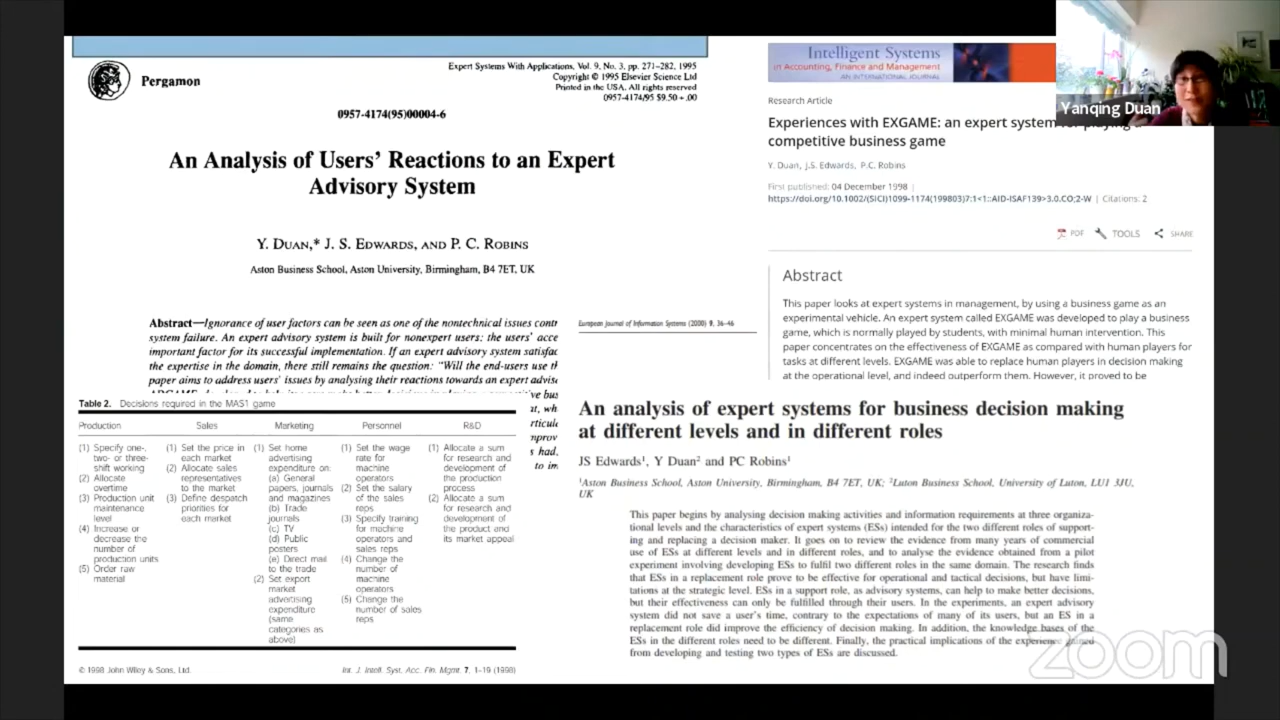 Pergamon
Expert Systems With Applications, Vol. 9, No. 3, pp. 271–282, 1995
Copyright © 1995 Elsevier Science Ltd
Printed in the USA. All rights reserved
0957-4174/95 $9.50 + .00
0957-4174(95)00004-6
An Analysis of Users' Reactions to an Expert
Advisory System
Y. DUAN,* J. S. EDWARDS, AND P. C. ROBINS
Aston Business School, Aston University, Birmingham, B4 7ET, UK
Abstract—Ignorance of user factors can be seen as one of the nontechnical issues contr
system failure. An expert advisory system is built for nonexpert users: the users' acce
important factor for its successful implementation. If an expert advisory system satisfac
the expertise in the domain, there still remains the question: "Will the end-users use th
paper aims to address users' issues by analysing their reactions towards an expert advis
ve bus
at, wh
rticula
mprov
s had.
to im
Table 2. Decisions required in the MAS1 game
Production
(1) Specify one-,
two- or three-
shift working
(2) Allocate
overtime
(3) Production unit
maintenance
level
(4) Increase or
decrease the
number of
production units
(5) Order raw
material
Sales
(1) Set the price in
each market
(2) Allocate sales
representatives
to the market
(3) Define despatch
priorities for
each market
Marketing
(1) Set home
advertising
expenditure on:
(a) General
papers, journals
and magazines
(b) Trade
journals
(c) TV
(d) Public
posters
(e) Direct mail
to the trade
(2) Set export
market
advertising
expenditure
(same
categories as
above)
Personnel
(1) Set the wage
rate for
machine
operators
(2) Set the salary
of the sales
reps
(3) Specify training
for machine
operators and
sales reps
(4) Change the
number of
machine
operators
(5) Change the
number of sales
reps
R&D
(1) Allocate a sum
for research and
development of
the production
process
(2) Allocate a sum
for research and
development of
the product and
its market appeal
© 1998 John Wiley & Sons, Ltd.
Int. J. Intell. Syst. Acc. Fin. Mgmt. 7, 1–19 (1998)
Intelligent Systems
in Accounting, Finance and Management
AN INTERNATIONAL JOURNAL
Yanqing Duan
Research Article
Experiences with EXGAME: an expert system for playing a
competitive business game
Y. Duan, J.S. Edwards, P.C. Robins
First published: 04 December 1998 |
https://doi.org/10.1002/(SICI)1099-1174(199803)7:1<1::AID-ISAF139>3.0.CO;2-W | Citations: 2
PDF TOOLS SHARE
Abstract
This paper looks at expert systems in management, by using a business game as an
experimental vehicle. An expert system called EXGAME was developed to play a business
game, which is normally played by students, with minimal human intervention. This
paper concentrates on the effectiveness of EXGAME as compared with human players for
tasks at different levels. EXGAME was able to replace human players in decision making
at the operational level, and indeed outperform them. However, it proved to be
European Journal of Information Systems (2000) 9, 36–46
An analysis of expert systems for business decision making
at different levels and in different roles
JS Edwards¹, Y Duan² and PC Robins¹
¹Aston Business School, Aston University, Birmingham, B4 7ET, UK; ²Luton Business School, University of Luton, LU1 3JU,
UK
This paper begins by analysing decision making activities and information requirements at three organiza-
tional levels and the characteristics of expert systems (ESs) intended for the two different roles of support-
ing and replacing a decision maker. It goes on to review the evidence from many years of commercial
use of ESs at different levels and in different roles, and to analyse the evidence obtained from a pilot
experiment involving developing ESs to fulfil two different roles in the same domain. The research finds
that ESs in a replacement role prove to be effective for operational and tactical decisions, but have limi-
tations at the strategic level. ESs in a support role, as advisory systems, can help to make better decisions,
but their effectiveness can only be fulfilled through their users. In the experiments, an expert advisory
system did not save a user's time, contrary to the expectations of many of its users, but an ES in a
replacement role did improve the efficiency of decision making. In addition, the knowledge bases of the
ESs in the different roles need to be different. Finally, the practical implications of the experience gained
from developing and testing two types of ESs are discussed.
zoom